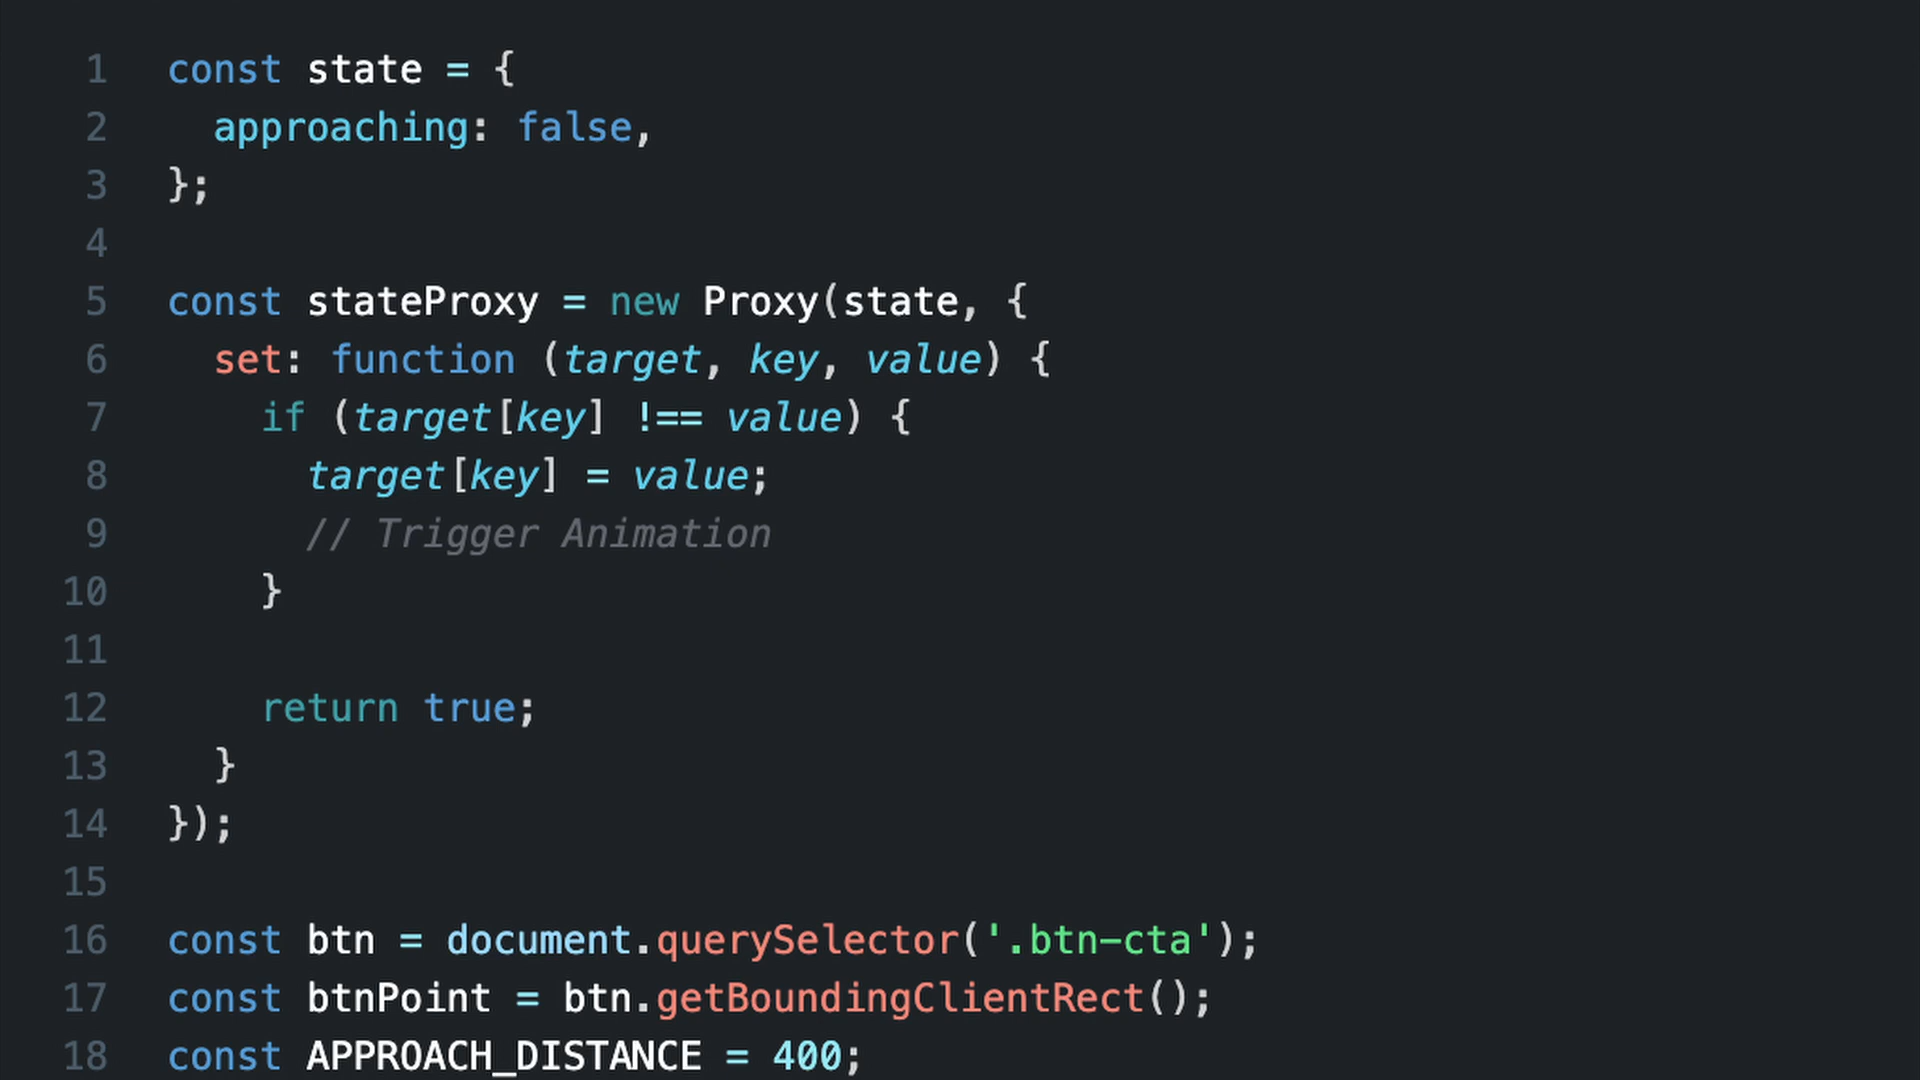 1 const state = {
2   approaching: false,
3 };
4
5 const stateProxy = new Proxy(state, {
6   set: function (target, key, value) {
7     if (target[key] !== value) {
8       target[key] = value;
9       // Trigger Animation
10     }
11
12     return true;
13   }
14 });
15
16 const btn = document.querySelector('.btn-cta');
17 const btnPoint = btn.getBoundingClientRect();
18 const APPROACH_DISTANCE = 400;